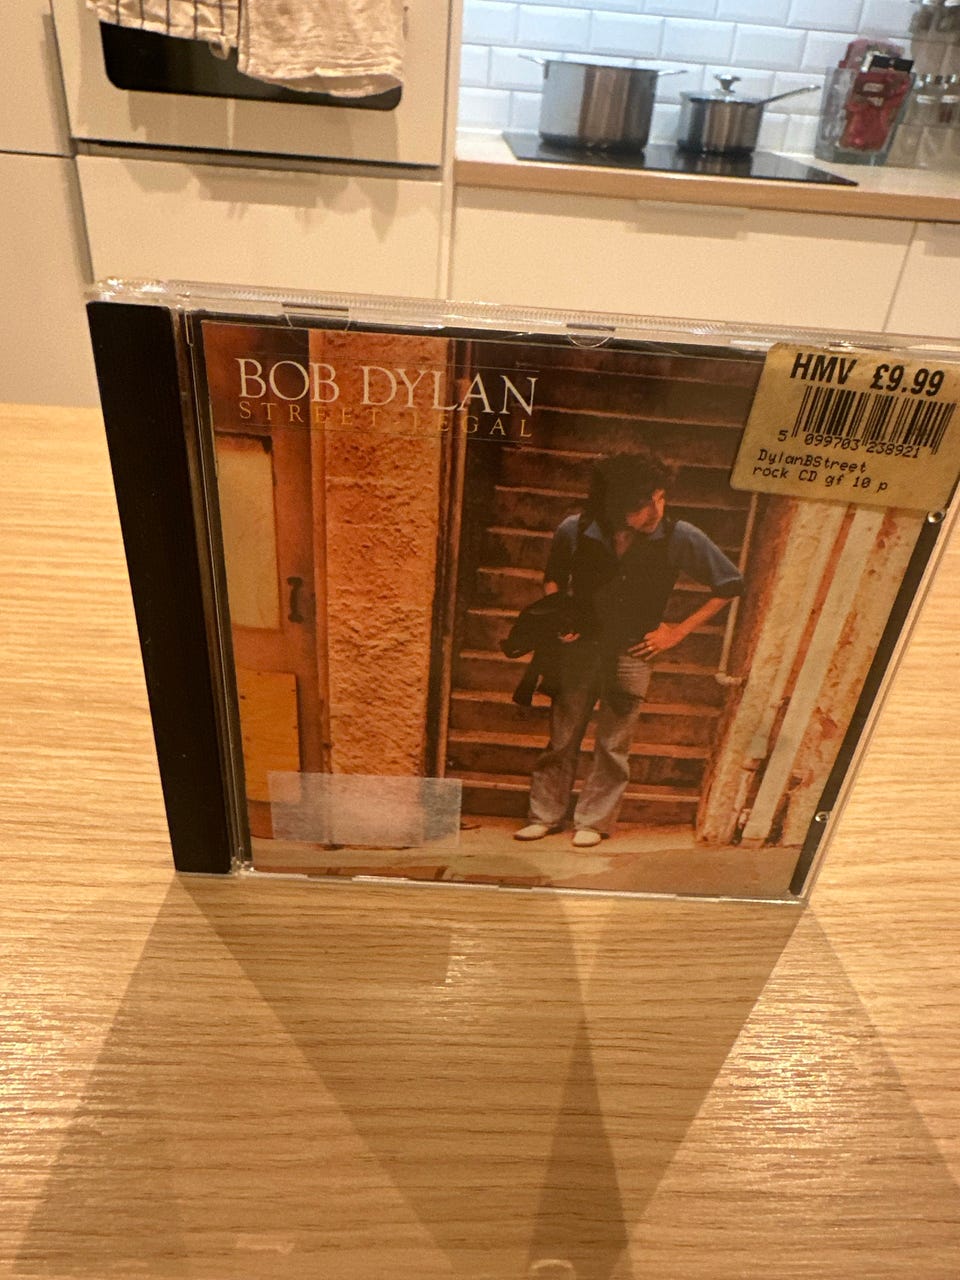 BOB DYLAN
STREET LEGAL
HMV £9.99
5 099703 238921
DylanBStreet
rock CD gf 10 p